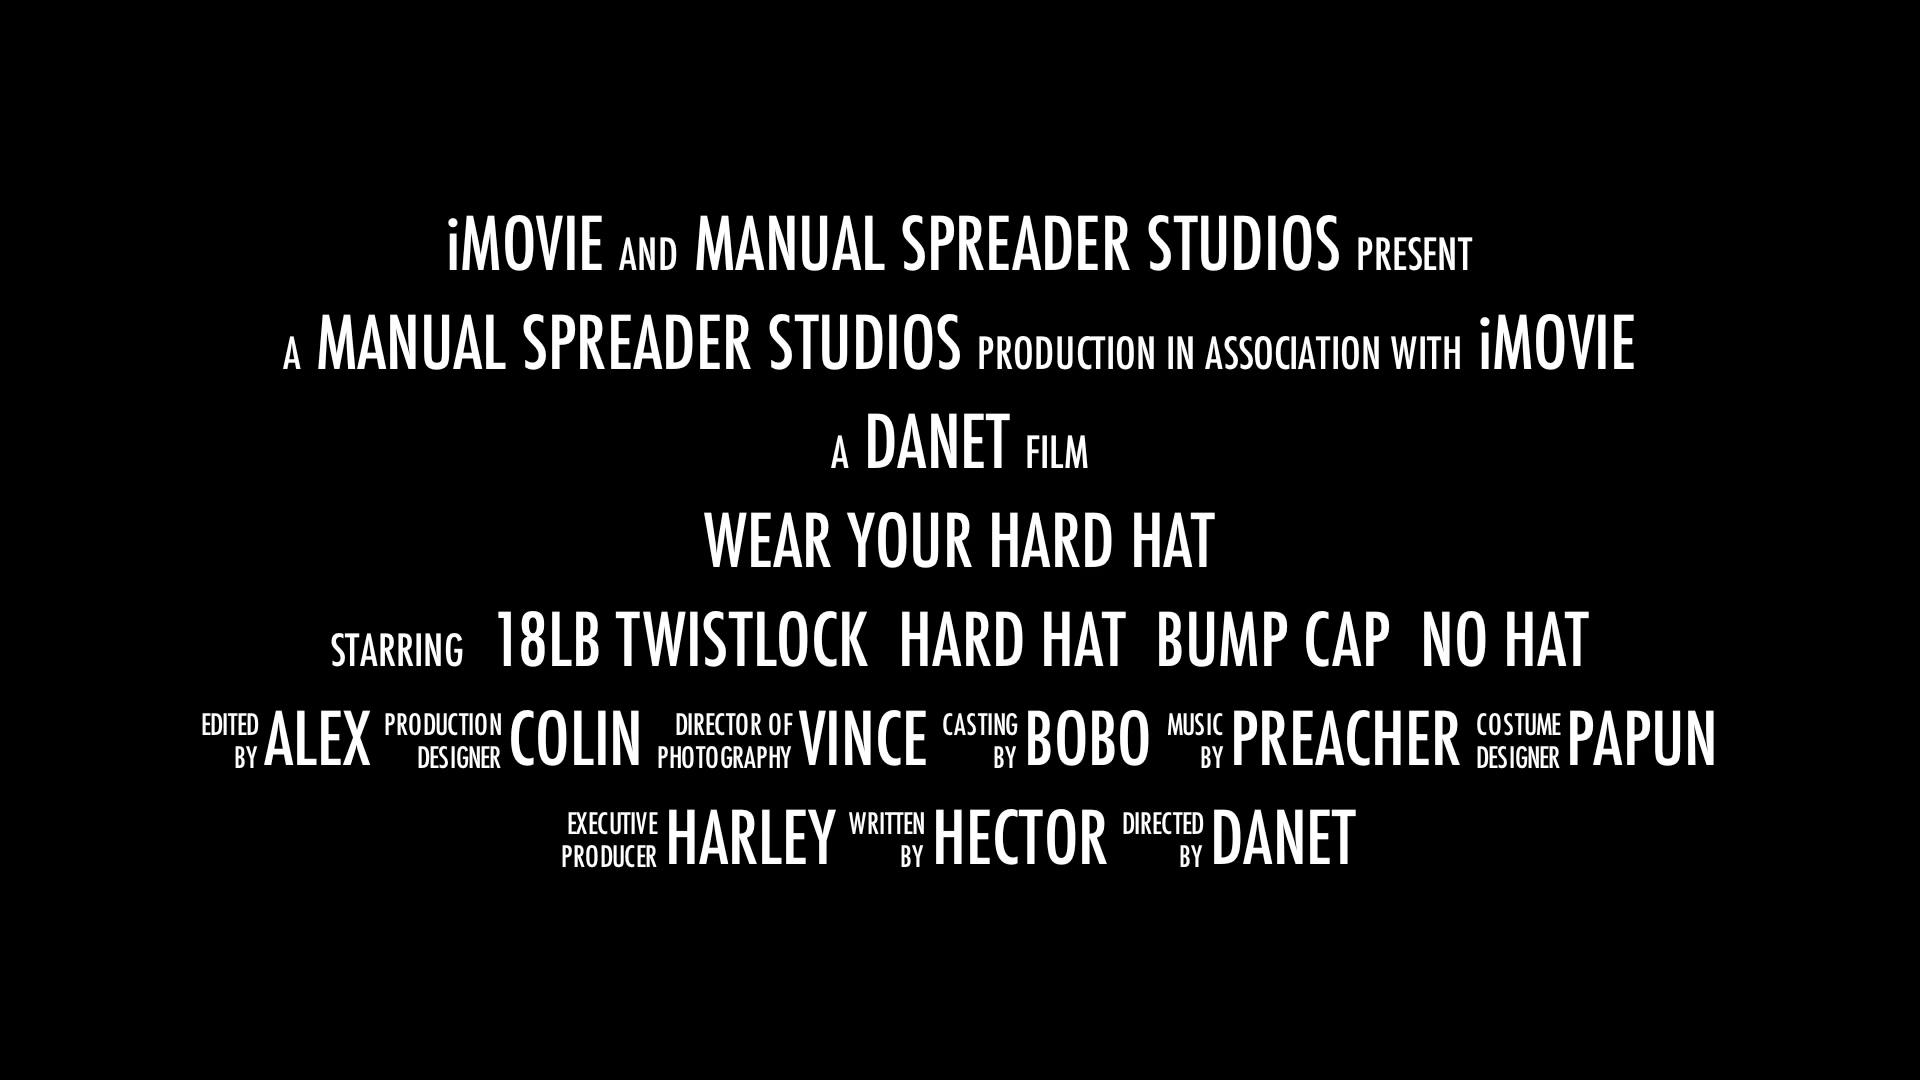 iMOVIE AND MANUAL SPREADER STUDIOS PRESENT
A MANUAL SPREADER STUDIOS PRODUCTION IN ASSOCIATION WITH iMOVIE
A DANET FILM
WEAR YOUR HARD HAT
STARRING 18LB TWISTLOCK HARD HAT BUMP CAP NO HAT
EDITED BY ALEX PRODUCTION DESIGNER COLIN DIRECTOR OF PHOTOGRAPHY VINCE CASTING BY BOBO MUSIC BY PREACHER COSTUME DESIGNER PAPUN
EXECUTIVE PRODUCER HARLEY WRITTEN BY HECTOR DIRECTED BY DANET